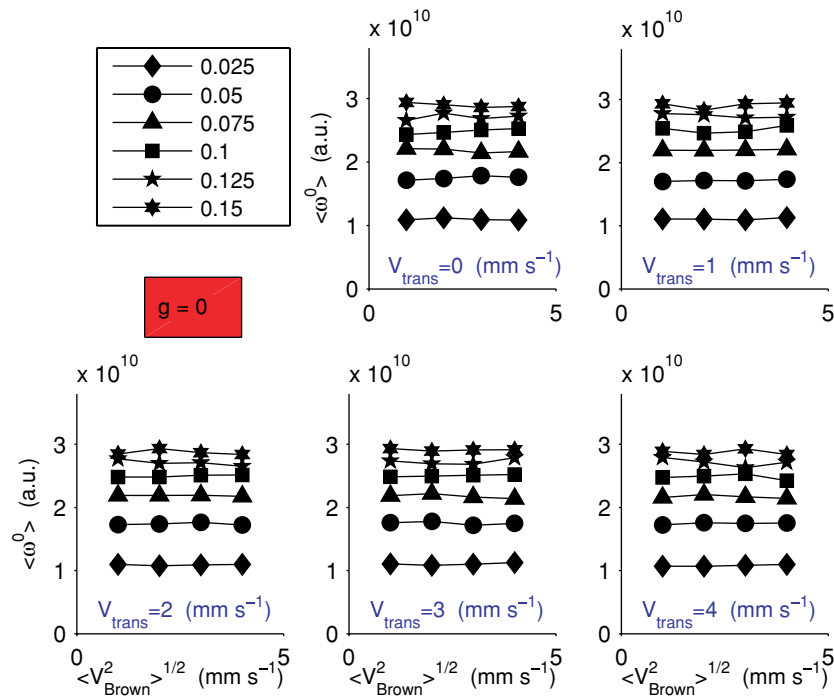 0.025
0.05
0.075
0.1
0.125
0.15
g = 0
x 10^10
3
2
1
0
<ω^0> (a.u.)
V_trans=0 (mm s^−1)
0
5
x 10^10
3
2
1
0
V_trans=1 (mm s^−1)
0
5
x 10^10
3
2
1
0
<ω^0> (a.u.)
V_trans=2 (mm s^−1)
0
5
<V^2_Brown>^1/2 (mm s^−1)
x 10^10
3
2
1
0
V_trans=3 (mm s^−1)
0
5
<V^2_Brown>^1/2 (mm s^−1)
x 10^10
3
2
1
0
V_trans=4 (mm s^−1)
0
5
<V^2_Brown>^1/2 (mm s^−1)